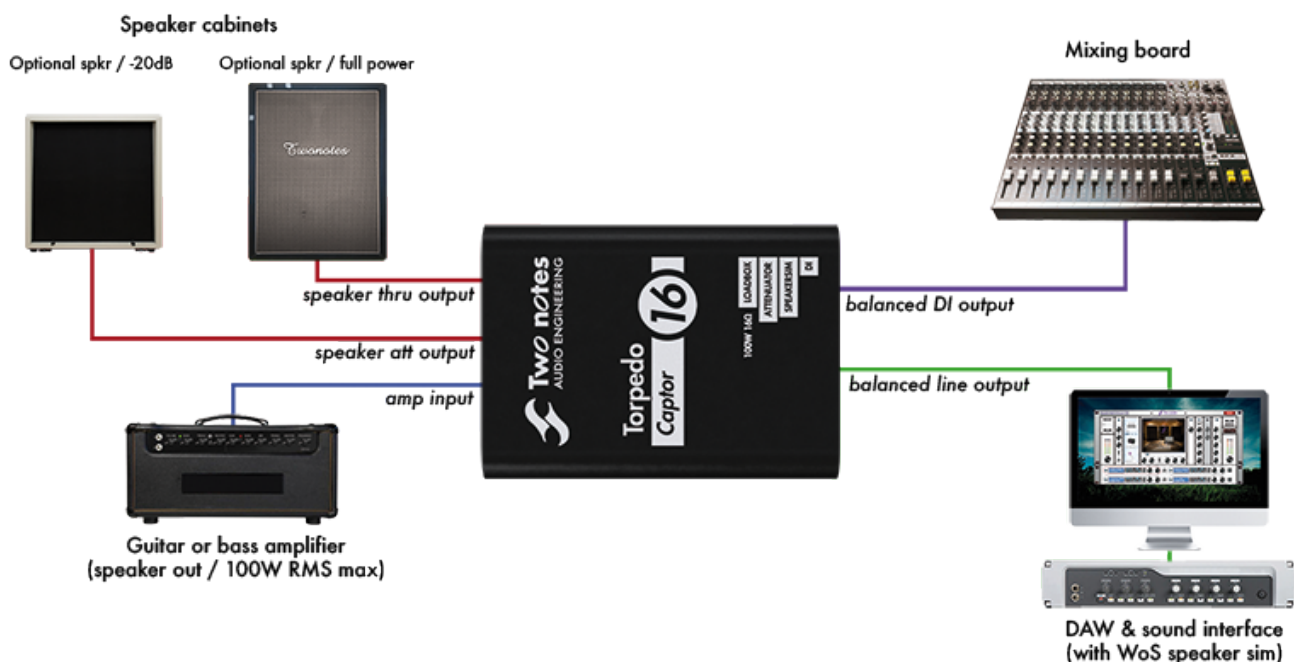 Speaker cabinets
Optional spkr / -20dB
Optional spkr / full power
Twonotes
Mixing board
speaker thru output
speaker att output
amp input
Two notes
AUDIO ENGINEERING
Torpedo
Captor
16
100W 16Ω
LOADBOX
ATTENUATOR
SPEAKERSIM
DI
balanced DI output
balanced line output
Guitar or bass amplifier
(speaker out / 100W RMS max)
DAW & sound interface
(with WoS speaker sim)